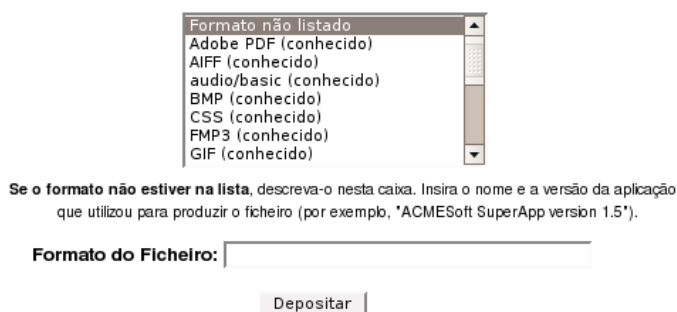 Formato não listado
Adobe PDF (conhecido)
AIFF (conhecido)
audio/basic (conhecido)
BMP (conhecido)
CSS (conhecido)
FMP3 (conhecido)
GIF (conhecido)
Se o formato não estiver na lista, descreva-o nesta caixa. Insira o nome e a versão da aplicação
que utilizou para produzir o ficheiro (por exemplo, "ACMESoft SuperApp version 1.5").
Formato do Ficheiro:
Depositar